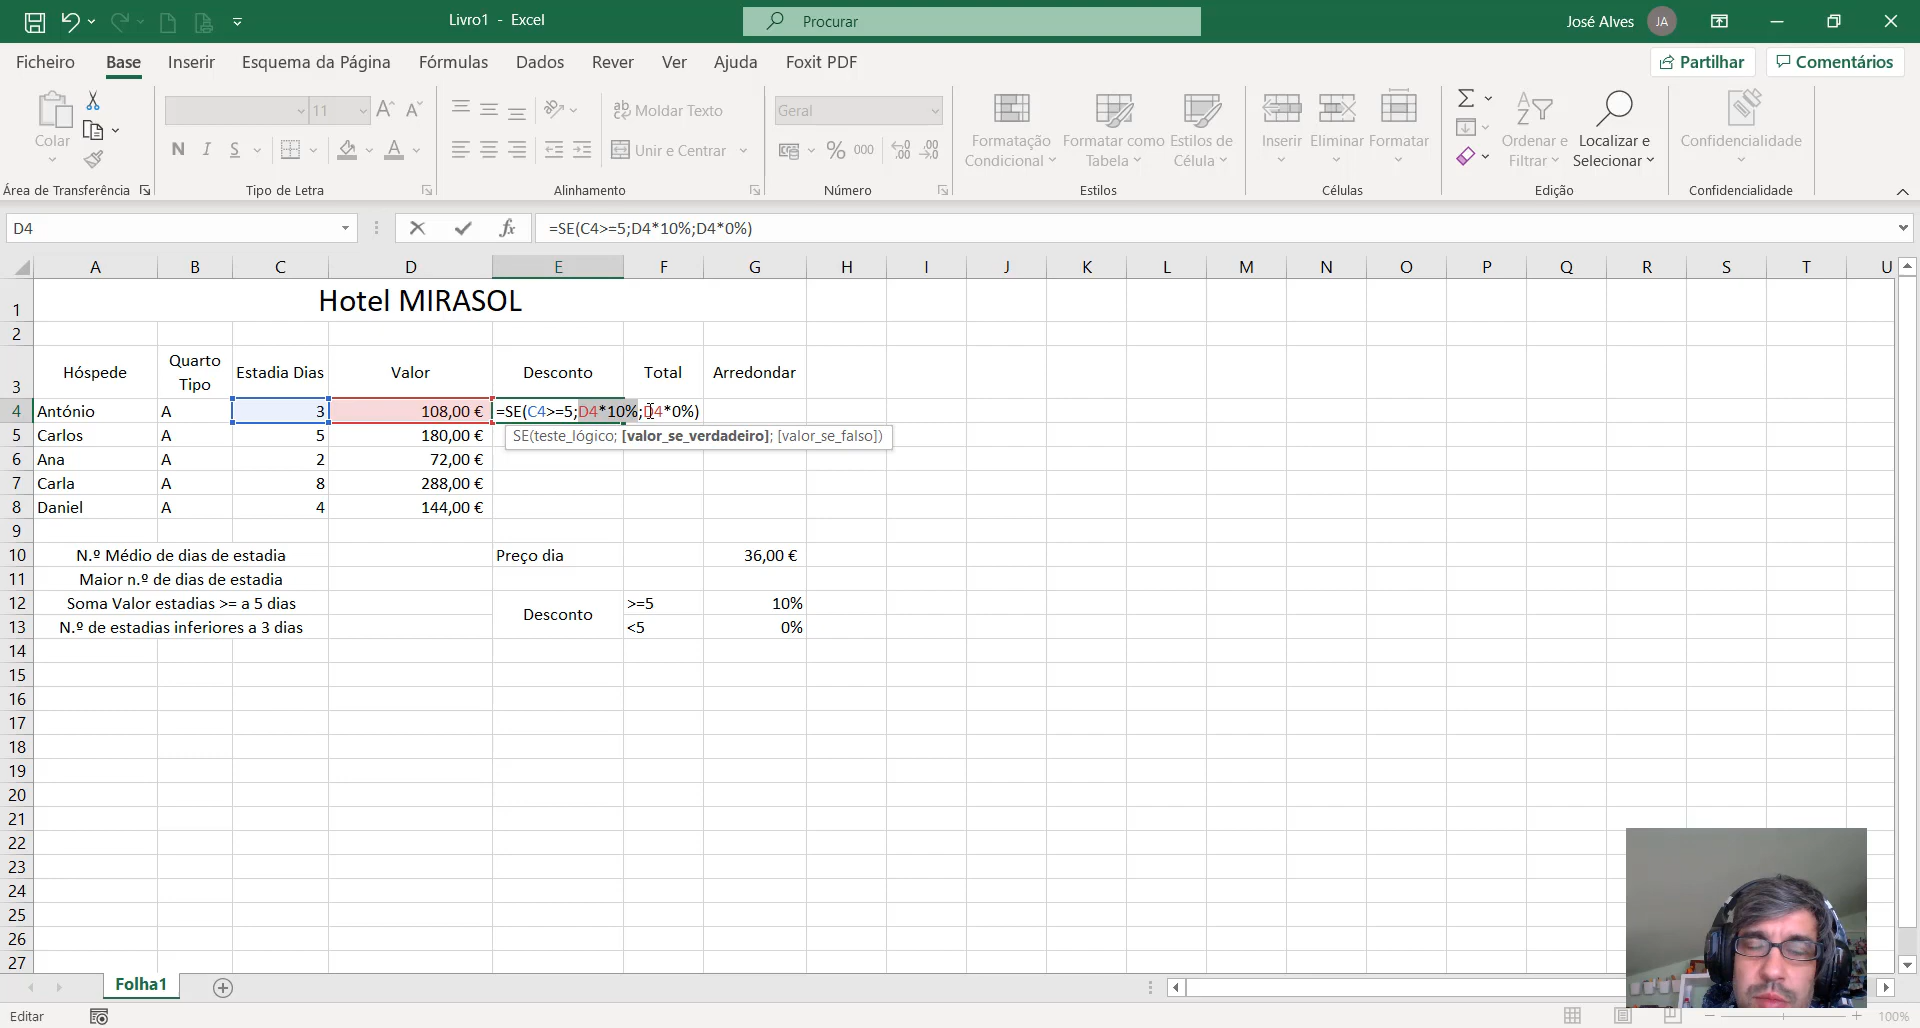 Livro1 - Excel
Procurar
José Alves JA
Ficheiro Base Inserir Esquema da Página Fórmulas Dados Rever Ver Ajuda Foxit PDF
Partilhar Comentários
Colar
11
N I S
Moldar Texto
Unir e Centrar
Geral
% 000
Formatação Condicional
Formatar como Tabela
Estilos de Célula
Inserir Eliminar Formatar
Ordenar e Filtrar
Localizar e Selecionar
Confidencialidade
Área de Transferência Tipo de Letra Alinhamento Número Estilos Células Edição Confidencialidade
D4 fx =SE(C4>=5;D4*10%;D4*0%)
A B C D E F G H I J K L M N O P Q R S T U
1 Hotel MIRASOL
2
3 Hóspede Quarto Tipo Estadia Dias Valor Desconto Total Arredondar
4 António A 3 108,00 € =SE(C4>=5;D4*10%;D4*0%)
5 Carlos A 5 180,00 €
SE(teste_lógico; [valor_se_verdadeiro]; [valor_se_falso])
6 Ana A 2 72,00 €
7 Carla A 8 288,00 €
8 Daniel A 4 144,00 €
9
10 N.º Médio de dias de estadia Preço dia 36,00 €
11 Maior n.º de dias de estadia
12 Soma Valor estadias >= a 5 dias Desconto >=5 10%
13 N.º de estadias inferiores a 3 dias <5 0%
14
15
16
17
18
19
20
21
22
23
24
25
26
27
Folha1
Editar 100%